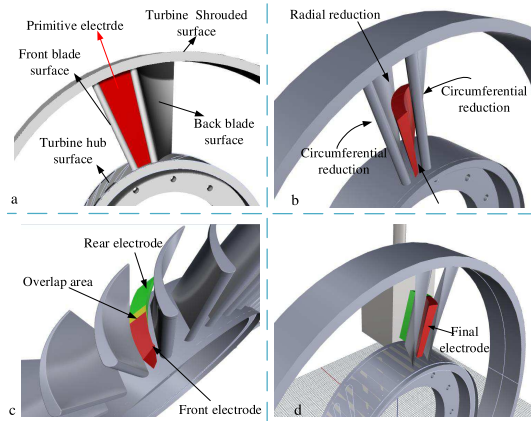 Primitive electrde
Turbine Shrouded
surface
Front blade
surface
Back blade
surface
Turbine hub
surface
a
Radial reduction
Circumferential
reduction
Circumferential
reduction
b
Rear electrode
Overlap area
Front electrode
c
Final
electrode
d